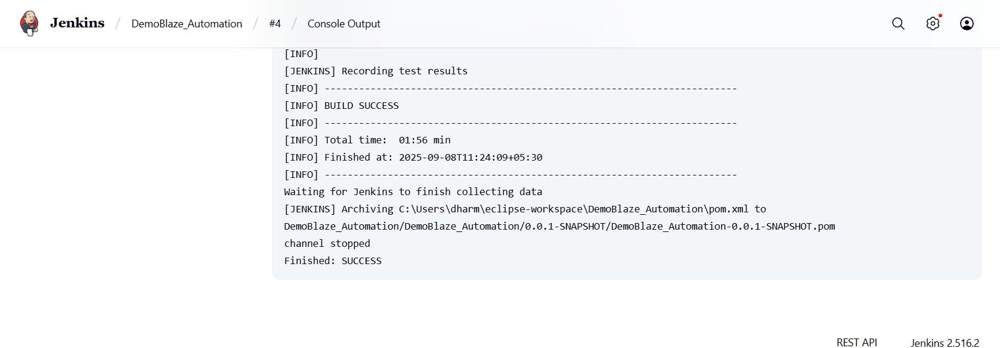 Jenkins / DemoBlaze_Automation / #4 / Console Output
[INFO]
[JENKINS] Recording test results
[INFO] ------------------------------------------------------------------------
[INFO] BUILD SUCCESS
[INFO] ------------------------------------------------------------------------
[INFO] Total time:  01:56 min
[INFO] Finished at: 2025-09-08T11:24:09+05:30
[INFO] ------------------------------------------------------------------------
Waiting for Jenkins to finish collecting data
[JENKINS] Archiving C:\Users\dharm\eclipse-workspace\DemoBlaze_Automation\pom.xml to
DemoBlaze_Automation/DemoBlaze_Automation/0.0.1-SNAPSHOT/DemoBlaze_Automation-0.0.1-SNAPSHOT.pom
channel stopped
Finished: SUCCESS
REST API Jenkins 2.516.2